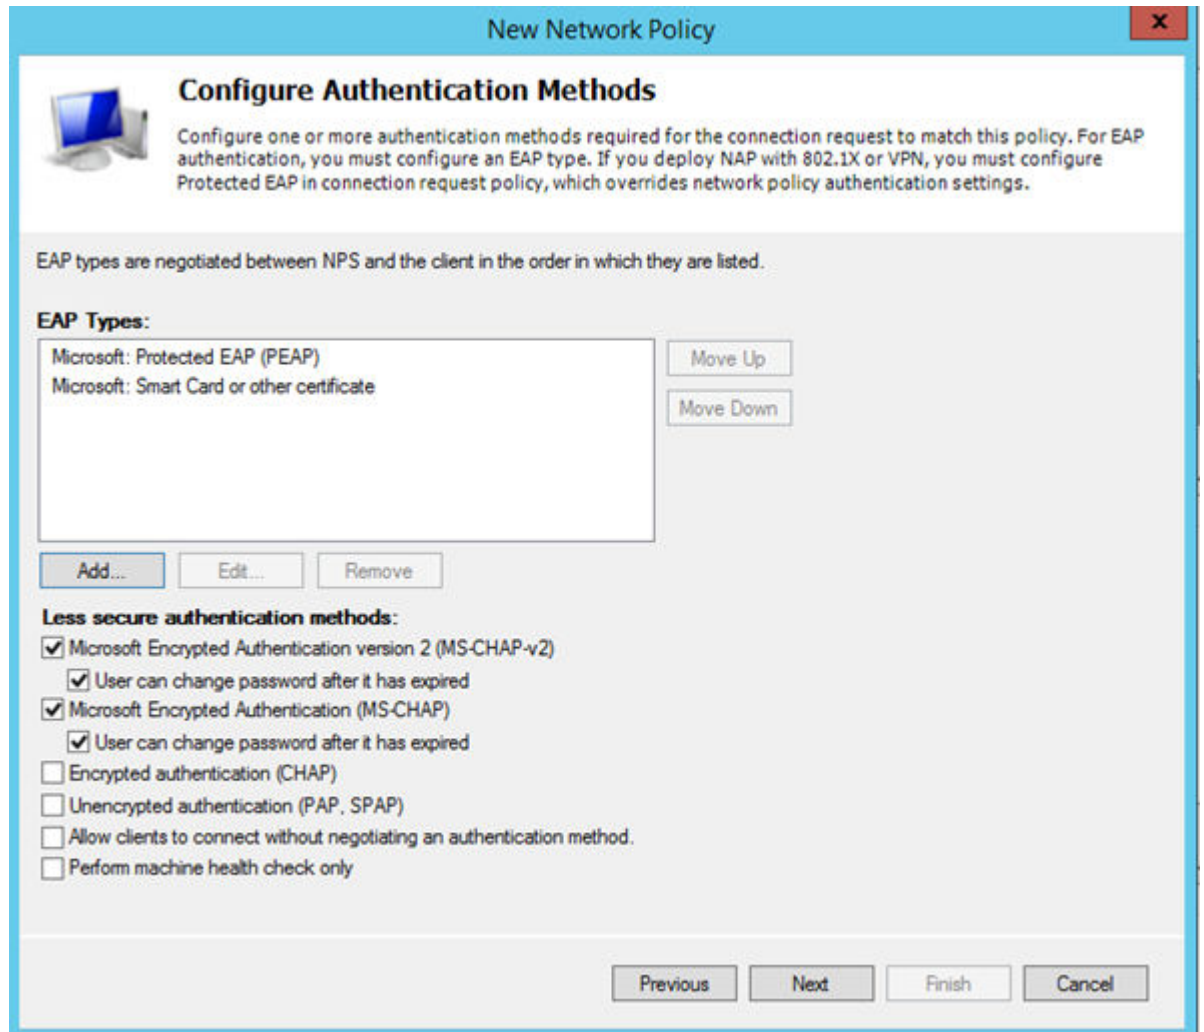 New Network Policy
x
Configure Authentication Methods
Configure one or more authentication methods required for the connection request to match this policy. For EAP
authentication, you must configure an EAP type. If you deploy NAP with 802.1X or VPN, you must configure
Protected EAP in connection request policy, which overrides network policy authentication settings.
EAP types are negotiated between NPS and the client in the order in which they are listed.
EAP Types:
Microsoft: Protected EAP (PEAP)
Move Up
Microsoft: Smart Card or other certificate
Move Down
Add...
Edit...
Remove
Less secure authentication methods:
Microsoft Encrypted Authentication version 2 (MS-CHAP-v2)
User can change password after it has expired
Microsoft Encrypted Authentication (MS-CHAP)
User can change password after it has expired
Encrypted authentication (CHAP)
Unencrypted authentication (PAP, SPAP)
Allow clients to connect without negotiating an authentication method.
Perform machine health check only
Previous
Next
Finish
Cancel